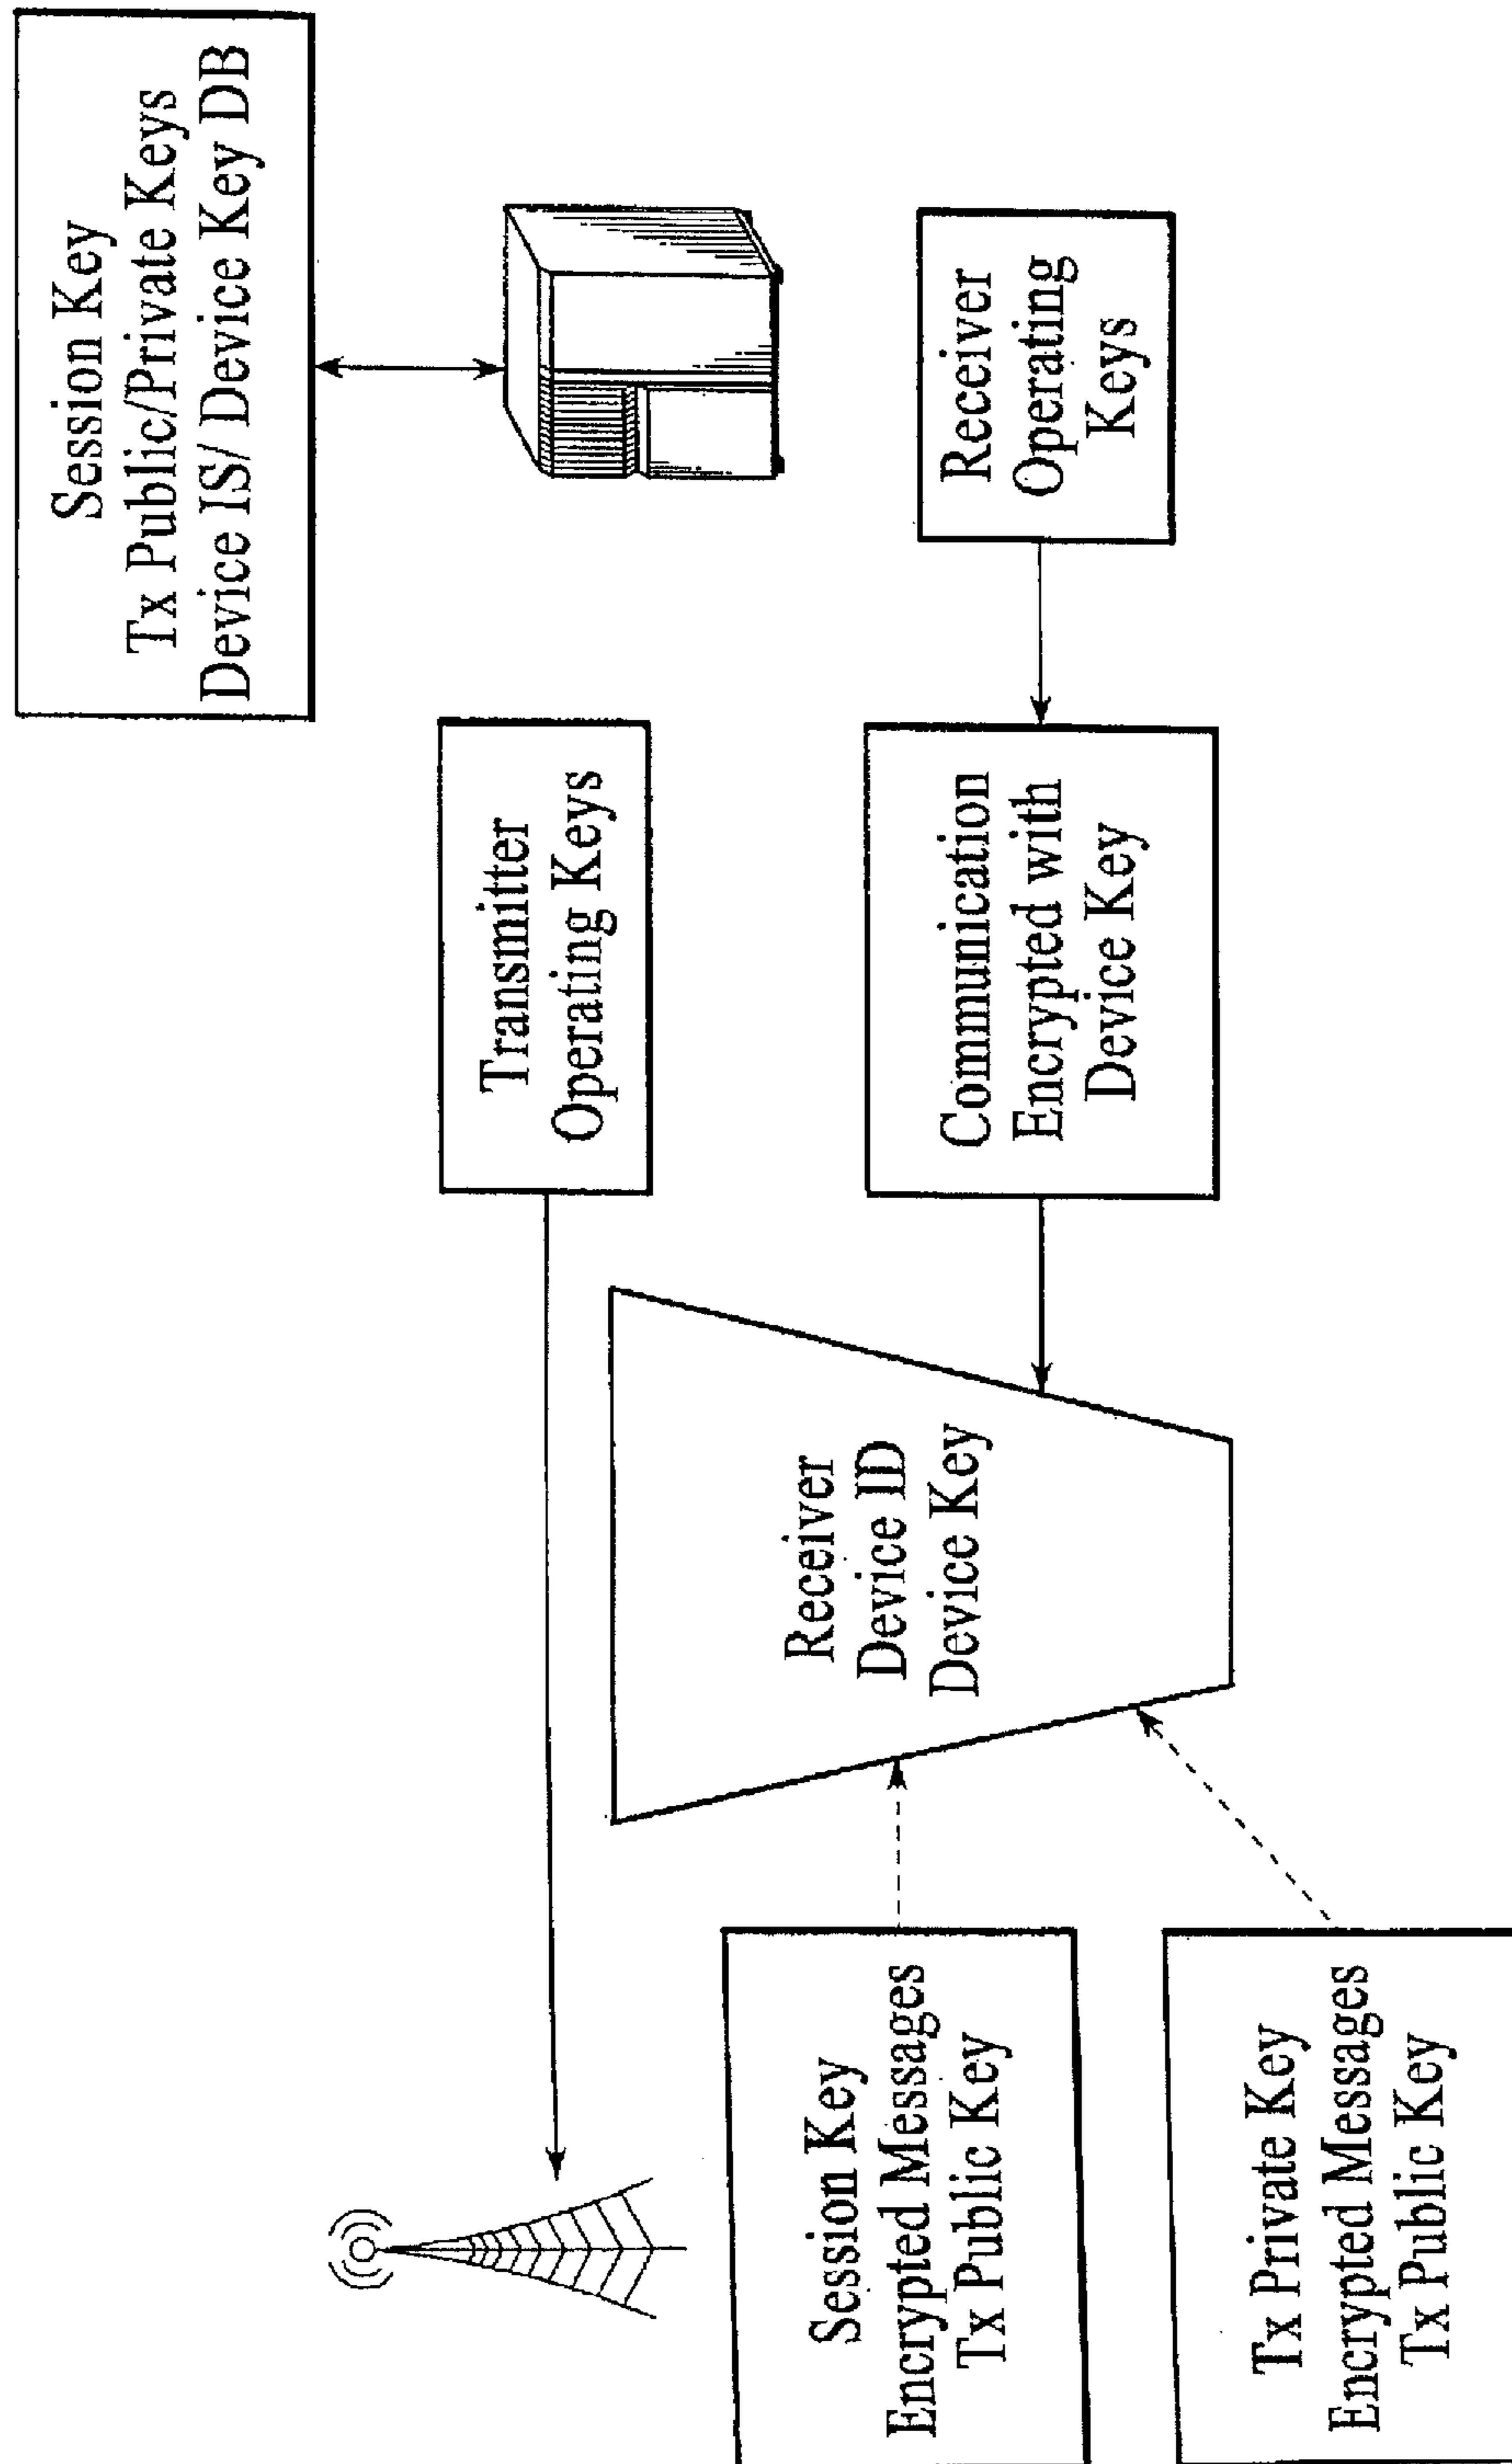 Session Key
Tx Public/Private Keys
Device IS/ Device Key DB
Transmitter
Operating Keys
Receiver
Operating
Keys
Communication
Encrypted with
Device Key
Receiver
Device ID
Device Key
Session Key
Encrypted Messages
Tx Public Key
Tx Private Key
Encrypted Messages
Tx Public Key